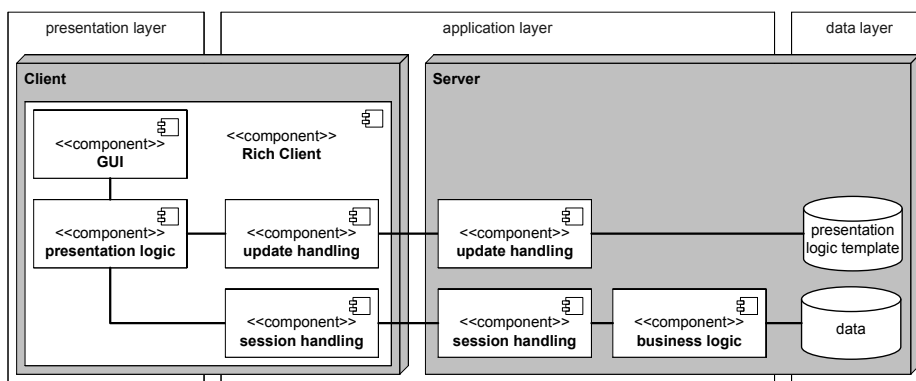 presentation layer
application layer
data layer
Client
Server
<<component>>
GUI
<<component>>
Rich Client
<<component>>
presentation logic
<<component>>
update handling
<<component>>
update handling
presentation
logic template
<<component>>
session handling
<<component>>
session handling
<<component>>
business logic
data